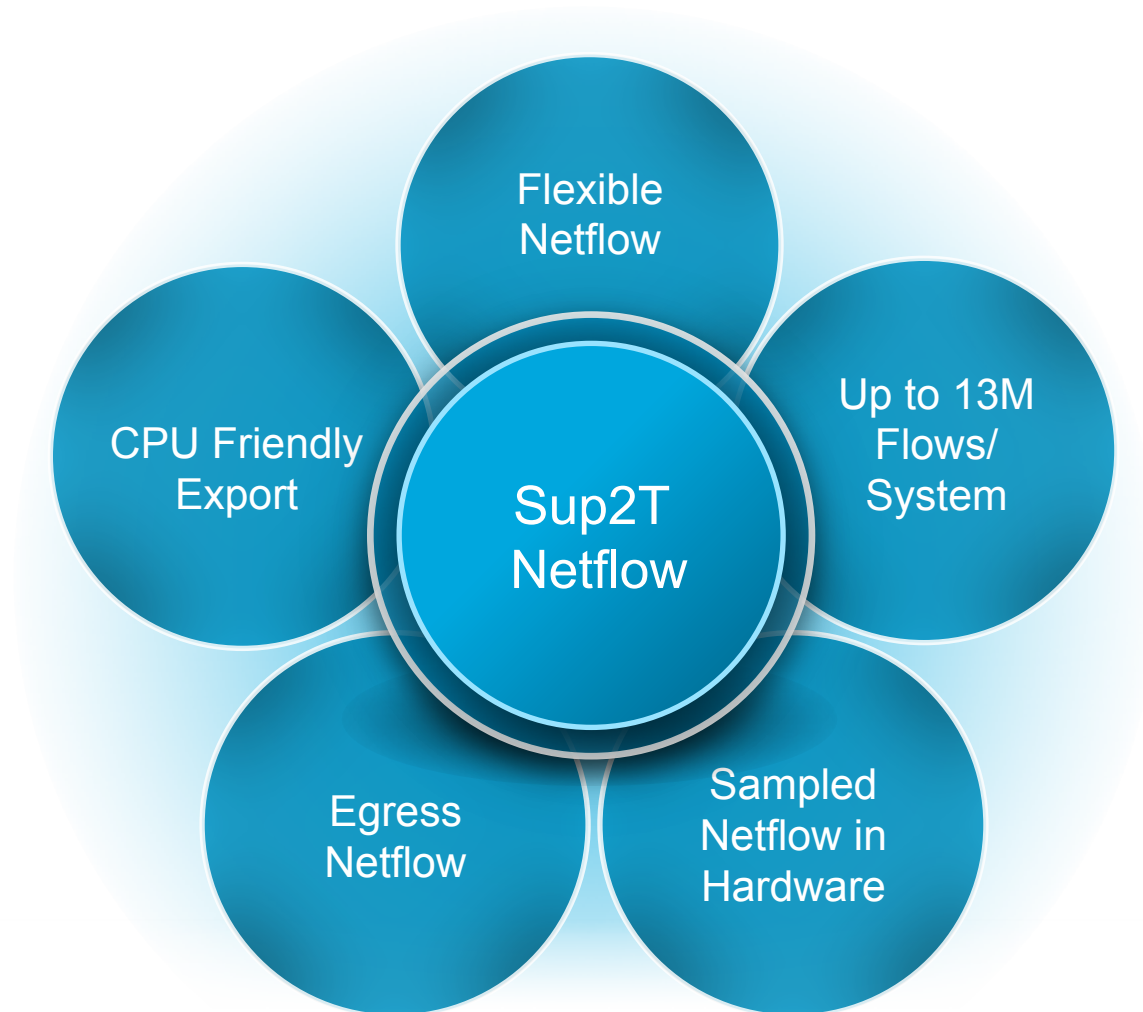 Flexible
Netflow
Up to 13M
Flows/
System
CPU Friendly
Export
Sup2T
Netflow
Sampled
Netflow in
Hardware
Egress
Netflow